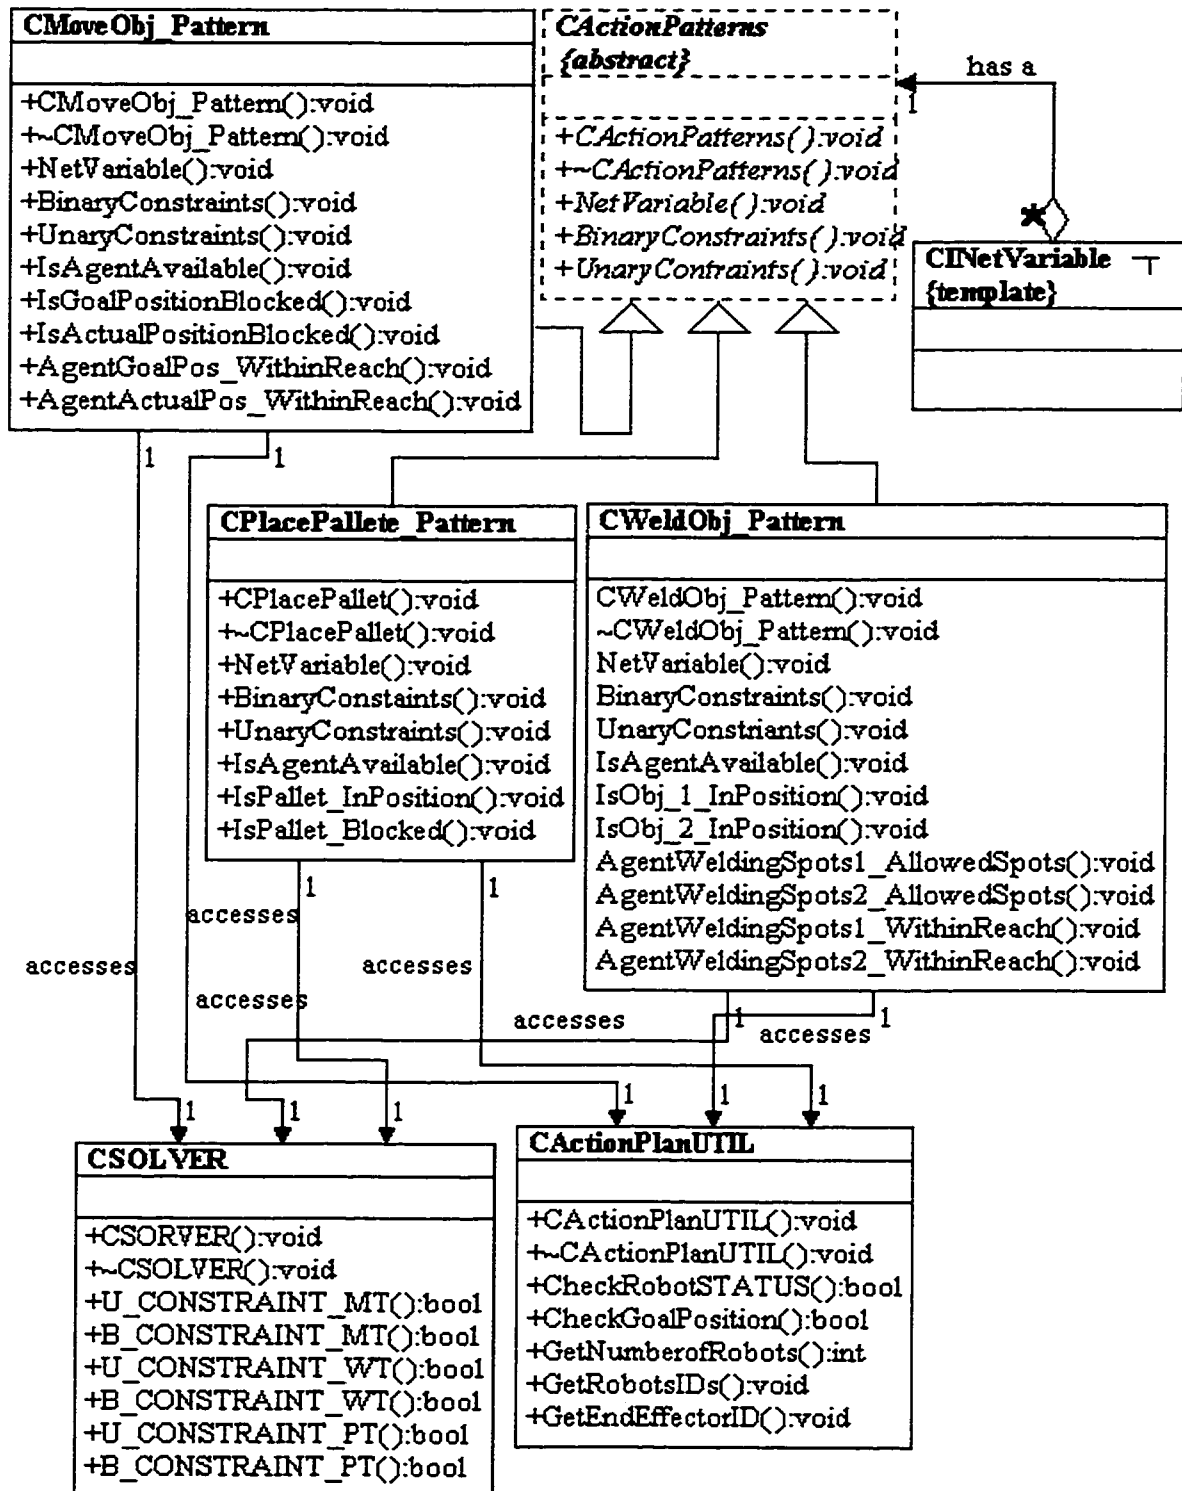 CMoveObj_Pattern
+CMoveObj_Pattern():void
+~CMoveObj_Pattern():void
+NetVariable():void
+BinaryConstraints():void
+UnaryConstraints():void
+IsAgentAvailable():void
+IsGoalPositionBlocked():void
+IsActualPositionBlocked():void
+AgentGoalPos_WithinReach():void
+AgentActualPos_WithinReach():void
CActionPatterns
{abstract}
+CActionPatterns():void
+~CActionPatterns():void
+NetVariable():void
+BinaryConstraints():void
+UnaryContraints():void
has a
1
*
CINetVariable T
{template}
1
1
CPlacePallete_Pattern
+CPlacePallet():void
+~CPlacePallet():void
+NetVariable():void
+BinaryConstaints():void
+UnaryConstraints():void
+IsAgentAvailable():void
+IsPallet_InPosition():void
+IsPallet_Blocked():void
CWeldObj_Pattern
CWeldObj_Pattern():void
~CWeldObj_Pattern():void
NetVariable():void
BinaryConstraints():void
UnaryConstriants():void
IsAgentAvailable():void
IsObj_1_InPosition():void
IsObj_2_InPosition():void
AgentWeldingSpots1_AllowedSpots():void
AgentWeldingSpots2_AllowedSpots():void
AgentWeldingSpots1_WithinReach():void
AgentWeldingSpots2_WithinReach():void
1
1
accesses
accesses
accesses
accesses
accesses
1
accesses
1
1
1
1
1
1
1
CSOLVER
+CSORVER():void
+~CSOLVER():void
+U_CONSTRAINT_MT():bool
+B_CONSTRAINT_MT():bool
+U_CONSTRAINT_WT():bool
+B_CONSTRAINT_WT():bool
+U_CONSTRAINT_PT():bool
+B_CONSTRAINT_PT():bool
CActionPlanUTIL
+CActionPlanUTIL():void
+~CActionPlanUTIL():void
+CheckRobotSTATUS():bool
+CheckGoalPosition():bool
+GetNumberofRobots():int
+GetRobotsIDs():void
+GetEndEffectorID():void